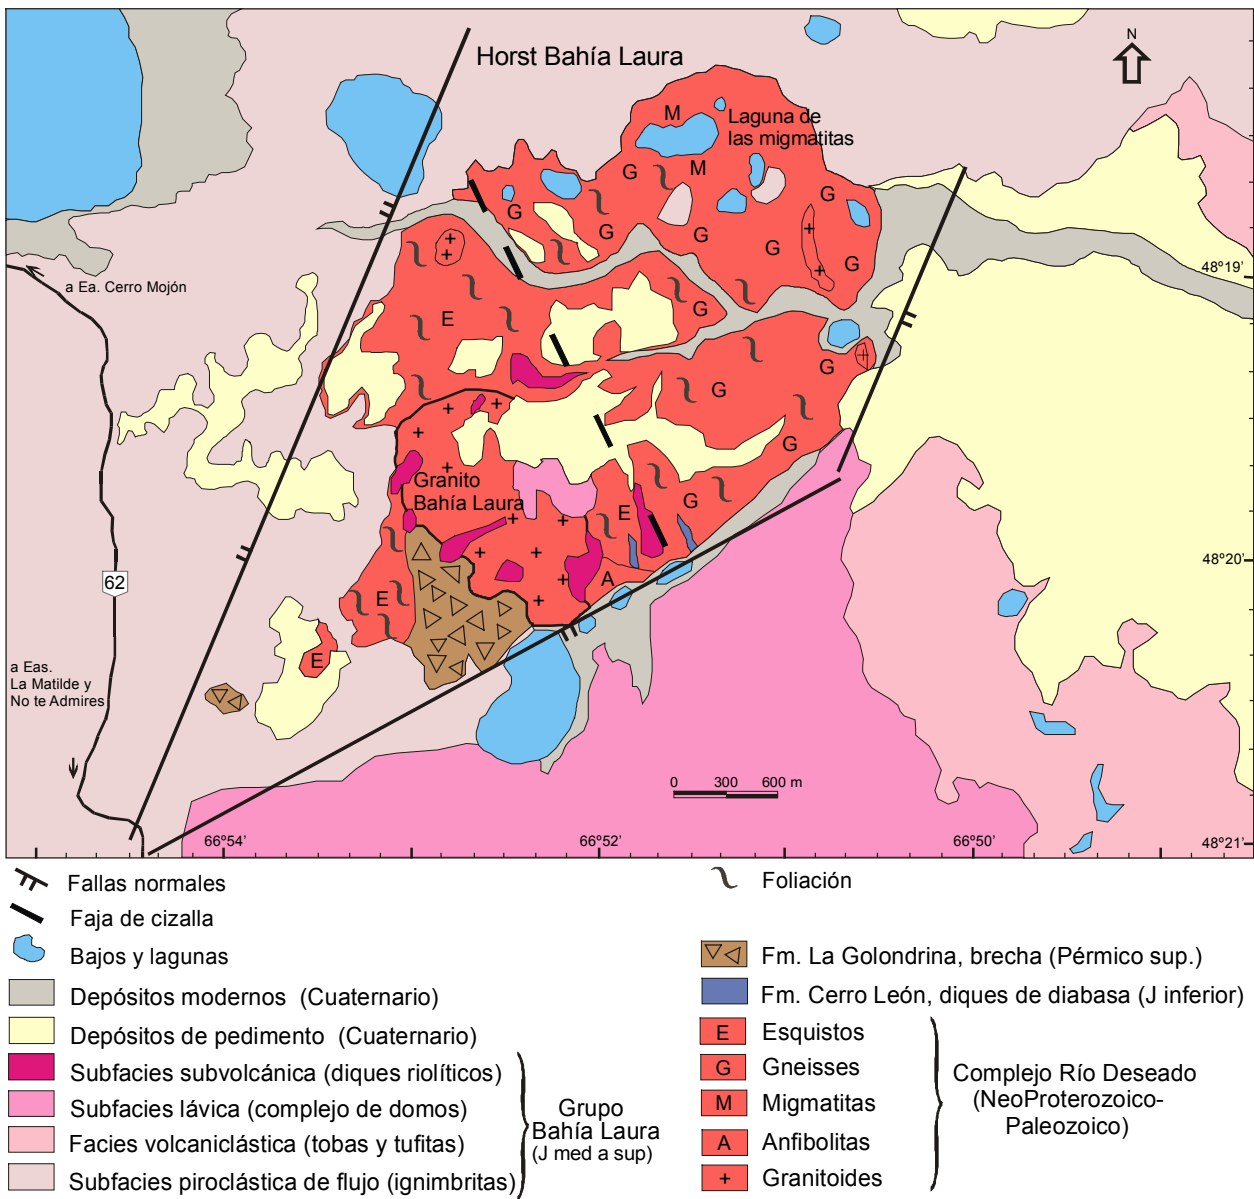 Horst Bahía Laura
N
M
Laguna de
las migmatitas
G
M
G
G
G
G
G
G
48º19'
a Ea. Cerro Mojón
G
E
G
G
G
Granito
Bahía Laura
E
G
48º20'
62
A
E
E
a Eas.
La Matilde y
No te Admires
0 300 600 m
66º54'
66º52'
66º50'
48º21'
Fallas normales
Faja de cizalla
Bajos y lagunas
Depósitos modernos (Cuaternario)
Depósitos de pedimento (Cuaternario)
Subfacies subvolcánica (diques riolíticos)
Subfacies lávica (complejo de domos)
Facies volcaniclástica (tobas y tufitas)
Subfacies piroclástica de flujo (ignimbritas)
Grupo
Bahía Laura
(J med a sup)
Foliación
Fm. La Golondrina, brecha (Pérmico sup.)
Fm. Cerro León, diques de diabasa (J inferior)
E Esquistos
G Gneisses
M Migmatitas
A Anfibolitas
+ Granitoides
Complejo Río Deseado
(NeoProterozoico-
Paleozoico)